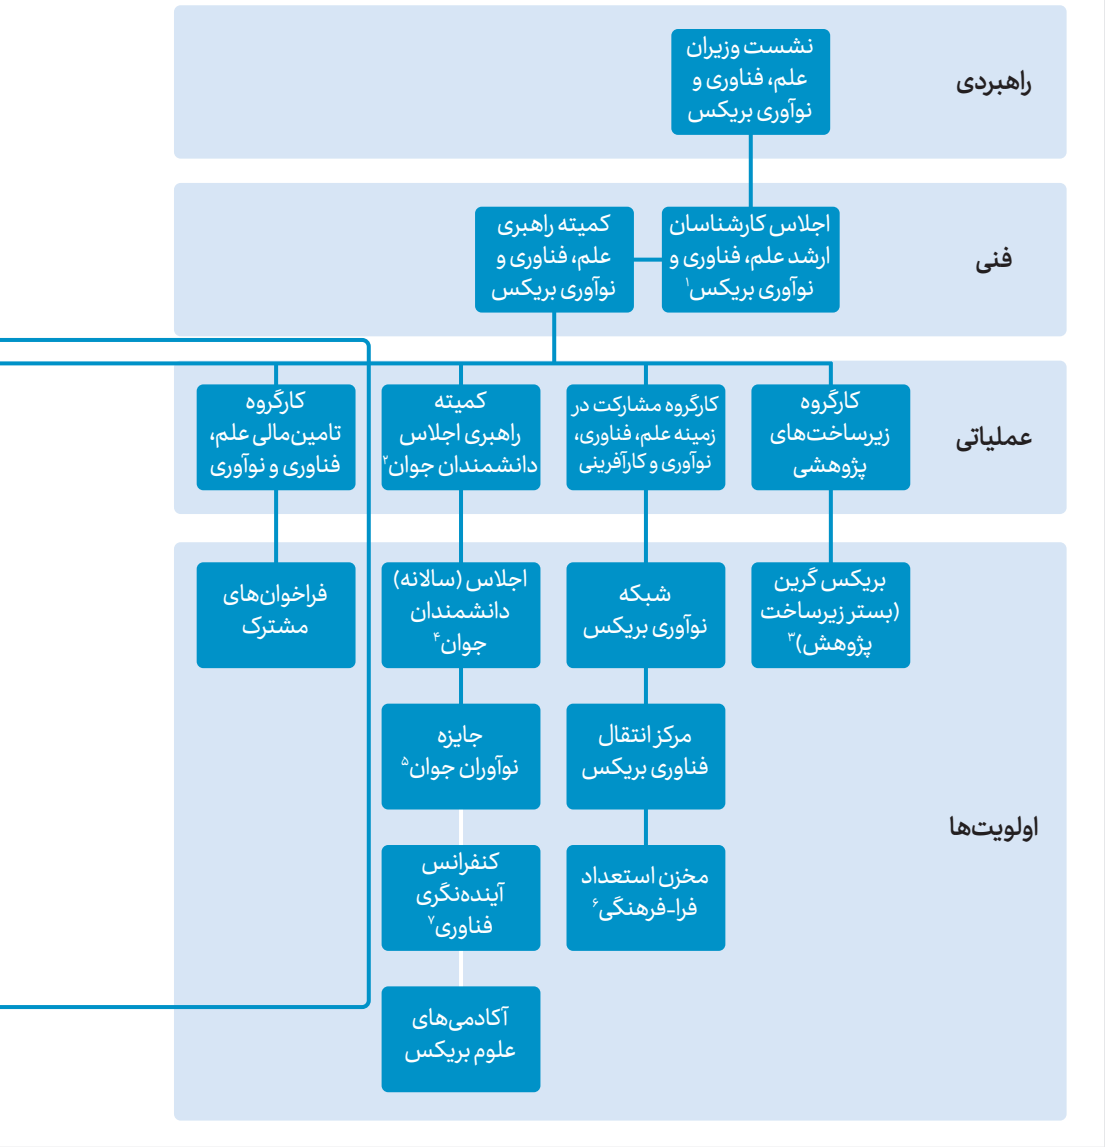 راهبردی
نشست وزیران
علم، فناوری و
نوآوری بریکس
فنی
اجلاس کارشناسان
ارشد علم، فناوری و
نوآوری بریکس۱
کمیته راهبری
علم، فناوری و
نوآوری بریکس
عملیاتی
کارگروه
زیرساخت‌های
پژوهشی
کارگروه مشارکت در
زمینه علم، فناوری،
نوآوری و کارآفرینی
کمیته
راهبری اجلاس
دانشمندان جوان۲
کارگروه
تامین‌مالی علم،
فناوری و نوآوری
اولویت‌ها
بریکس گرین
(بستر زیرساخت
پژوهش)۳
شبکه
نوآوری بریکس
مرکز انتقال
فناوری بریکس
مخزن استعداد
فرا-فرهنگی۶
اجلاس (سالانه)
دانشمندان
جوان۴
جایزه
نوآوران جوان۵
کنفرانس
آینده‌نگری
فناوری۷
آکادمی‌های
علوم بریکس
فراخوان‌های
مشترک